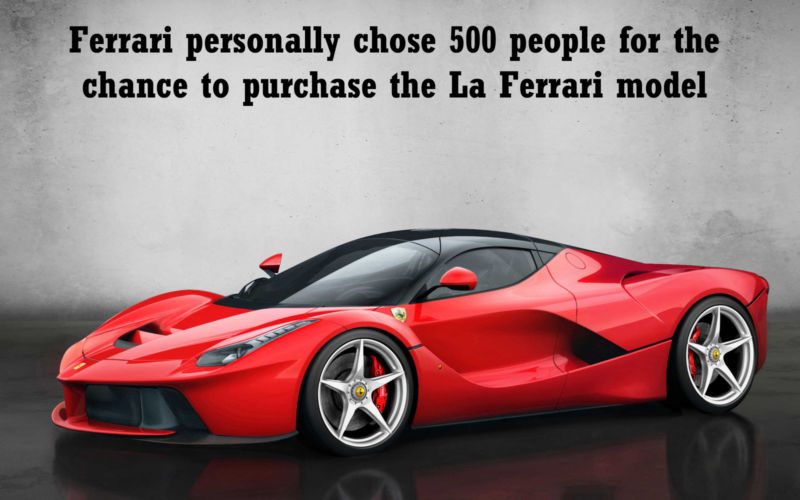 Ferrari personally chose 500 people for the
chance to purchase the La Ferrari model